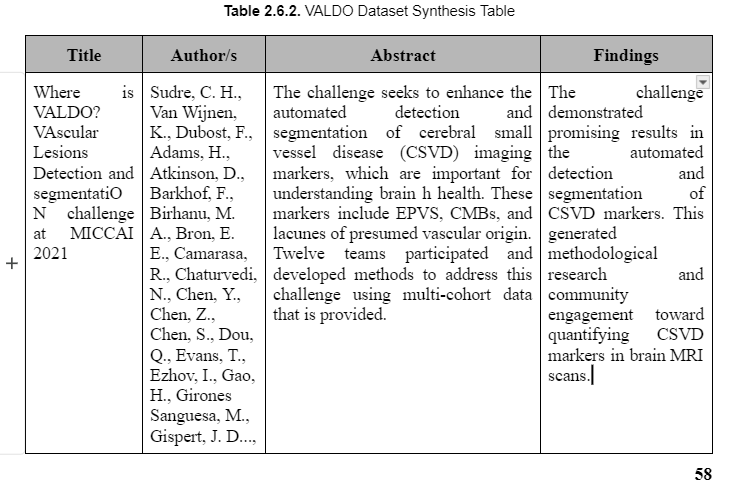 Table 2.6.2. VALDO Dataset Synthesis Table
Title
Author/s
Abstract
Findings
Where is
VALDO?
VAscular
Lesions
Detection and
segmentatiO
N challenge
at MICCAI
2021
Sudre, C. H.,
Van Wijnen,
K., Dubost, F.,
Adams, H.,
Atkinson, D.,
Barkhof, F.,
Birhanu, M.
A., Bron, E.
E., Camarasa,
R., Chaturvedi,
N., Chen, Y.,
Chen, Z.,
Chen, S., Dou,
Q., Evans, T.,
Ezhov, I., Gao,
H., Girones
Sanguesa, M.,
Gispert, J. D...,
The challenge seeks to enhance the
automated detection and
segmentation of cerebral small
vessel disease (CSVD) imaging
markers, which are important for
understanding brain h health. These
markers include EPVS, CMBs, and
lacunes of presumed vascular origin.
Twelve teams participated and
developed methods to address this
challenge using multi-cohort data
that is provided.
The challenge
demonstrated
promising results in
the automated
detection and
segmentation of
CSVD markers. This
generated
methodological
research and
community
engagement toward
quantifying CSVD
markers in brain MRI
scans.
58